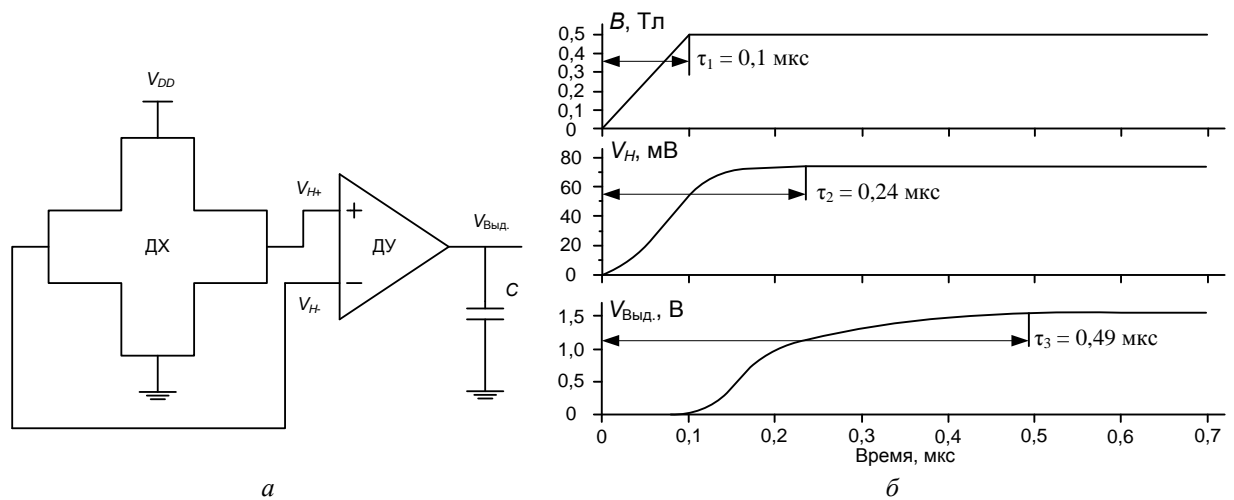 V_DD
ДХ
V_H+
V_H-
+
−
ДУ
V_Выд.
C
а
B, Тл
0,5
0,4
0,3
0,2
0,1
0
τ₁ = 0,1 мкс
V_H, мВ
80
60
40
20
0
τ₂ = 0,24 мкс
V_Выд., В
1,5
1,0
0,5
0
τ₃ = 0,49 мкс
0 0,1 0,2 0,3 0,4 0,5 0,6 0,7
Время, мкс
б